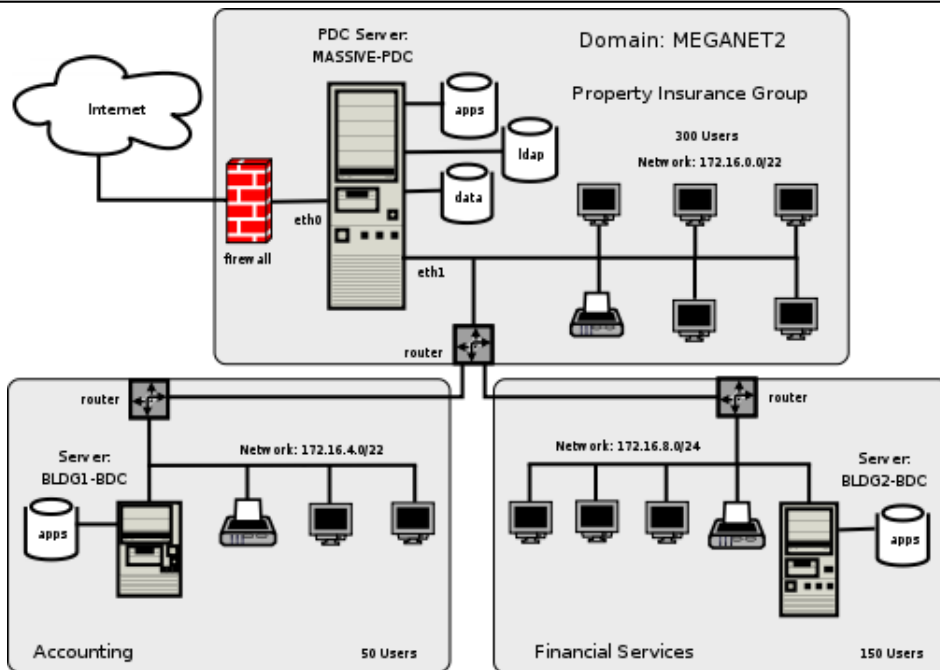 PDC Server:
MASSIVE-PDC
Domain: MEGANET2
Property Insurance Group
Internet
apps
ldap
data
300 Users
Network: 172.16.0.0/22
eth0
firewall
eth1
router
router
Network: 172.16.4.0/22
Server:
BLDG1-BDC
apps
Accounting
50 Users
router
Network: 172.16.8.0/24
Server:
BLDG2-BDC
apps
Financial Services
150 Users